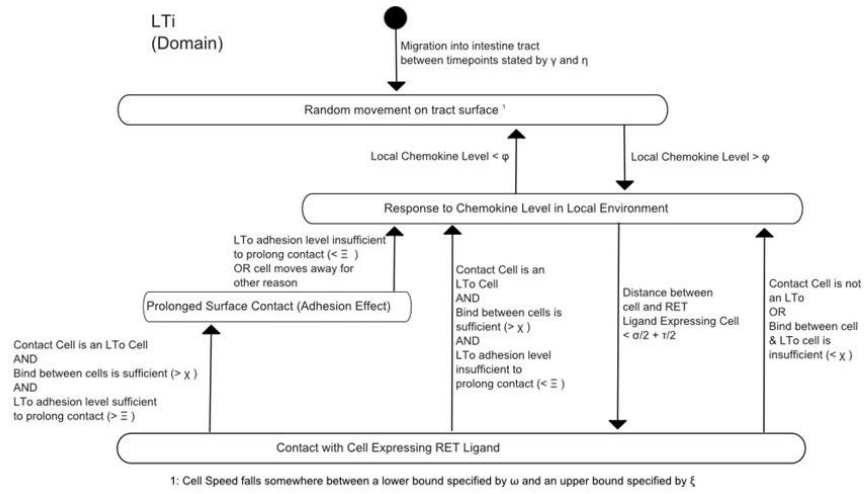 LTi
(Domain)
Migration into intestine tract
between timepoints stated by γ and η
Random movement on tract surface ¹
Local Chemokine Level < φ
Local Chemokine Level > φ
Response to Chemokine Level in Local Environment
LTo adhesion level insufficient
to prolong contact (< Ξ )
OR cell moves away for
other reason
Prolonged Surface Contact (Adhesion Effect)
Contact Cell is an LTo Cell
AND
Bind between cells is sufficient (> χ )
AND
LTo adhesion level sufficient
to prolong contact (> Ξ )
Contact Cell is an
LTo Cell
AND
Bind between cells is
sufficient (> χ )
AND
LTo adhesion level
insufficient to
prolong contact (< Ξ )
Distance between
cell and RET
Ligand Expressing Cell
< σ/2 + τ/2
Contact Cell is not
an LTo
OR
Bind between cell
& LTo cell is
insufficient (< χ )
Contact with Cell Expressing RET Ligand
1: Cell Speed falls somewhere between a lower bound specified by ω and an upper bound specified by ξ